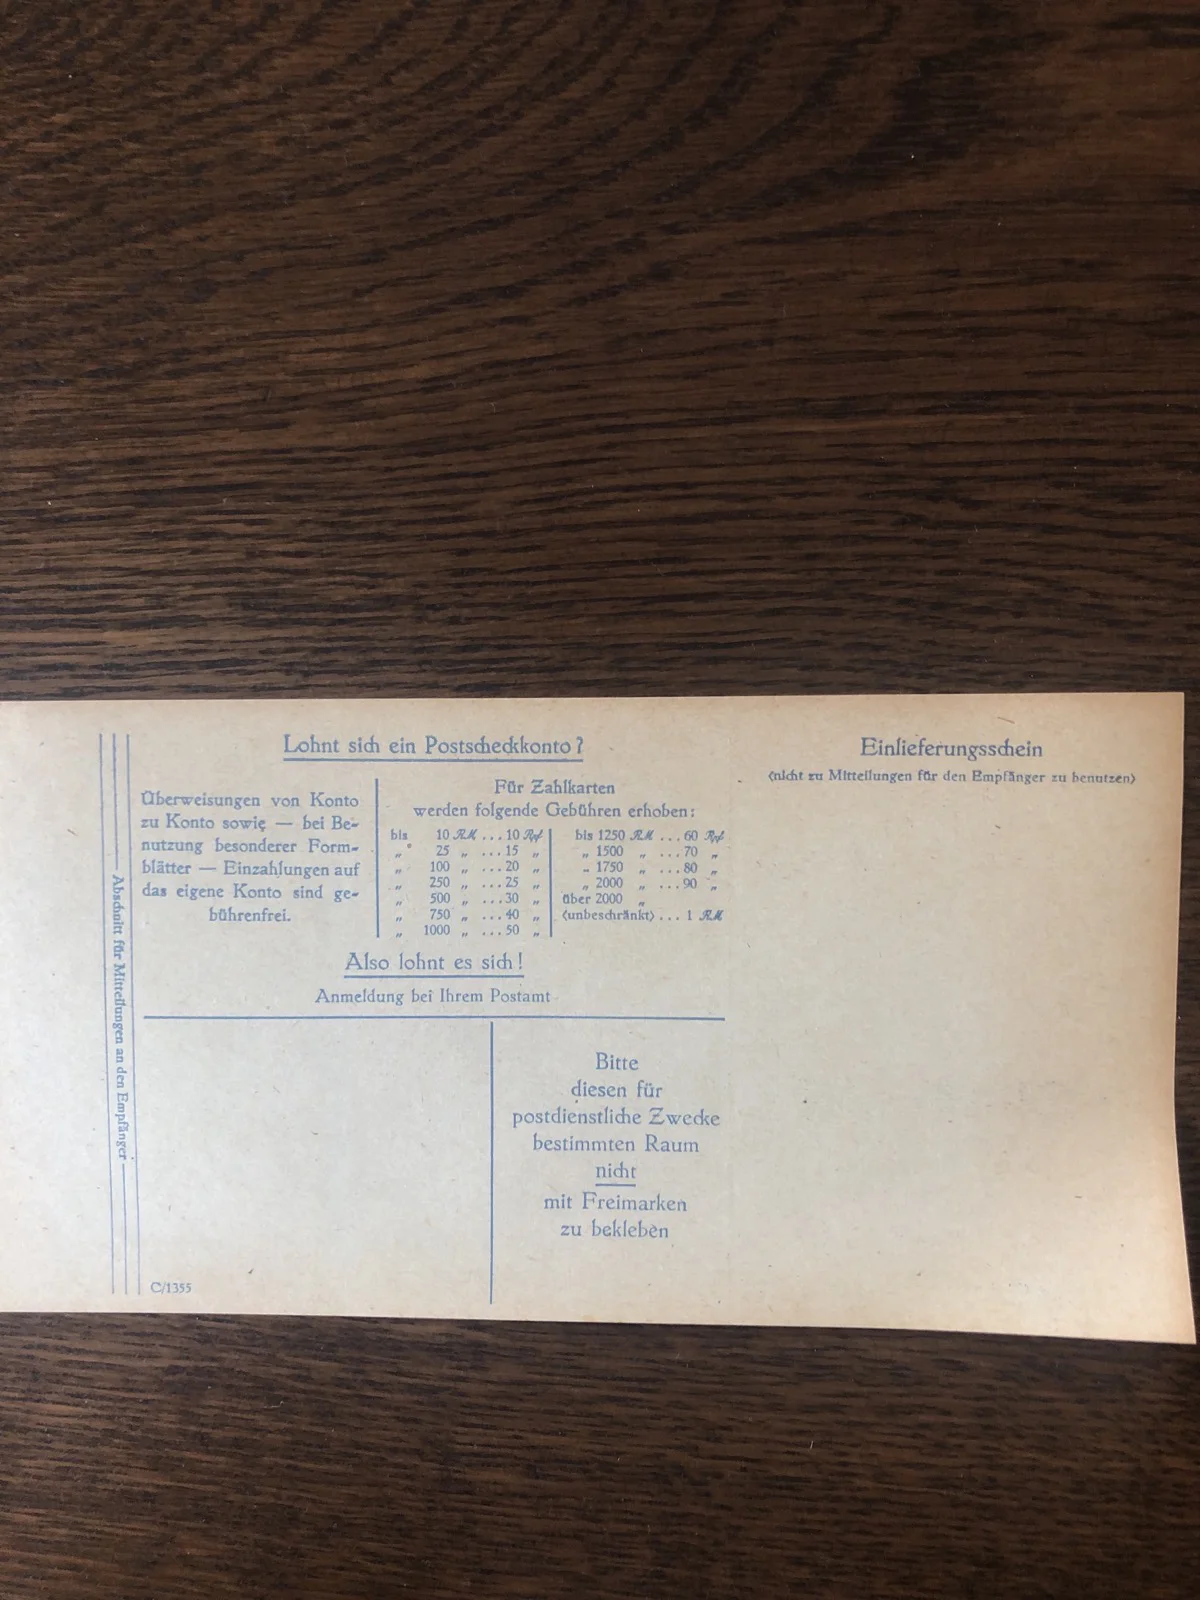 Lohnt sich ein Postscheckkonto?
Überweisungen von Konto
zu Konto sowie — bei Be-
nutzung besonderer Form-
blätter — Einzahlungen auf
das eigene Konto sind ge-
bührenfrei.
Für Zahlkarten
werden folgende Gebühren erhoben:
bis 10 RM ... 10 Rpf
„ 25 „ ... 15 „
„ 100 „ ... 20 „
„ 250 „ ... 25 „
„ 500 „ ... 30 „
„ 750 „ ... 40 „
„ 1000 „ ... 50 „
bis 1250 RM ... 60 Rpf
„ 1500 „ ... 70 „
„ 1750 „ ... 80 „
„ 2000 „ ... 90 „
über 2000 „
(unbeschränkt) ... 1 RM
Also lohnt es sich!
Anmeldung bei Ihrem Postamt
Abschnitt für Mitteilungen an den Empfänger
C/1355
Bitte
diesen für
postdienstliche Zwecke
bestimmten Raum
nicht
mit Freimarken
zu bekleben
Einlieferungsschein
(nicht zu Mitteilungen für den Empfänger zu benutzen)